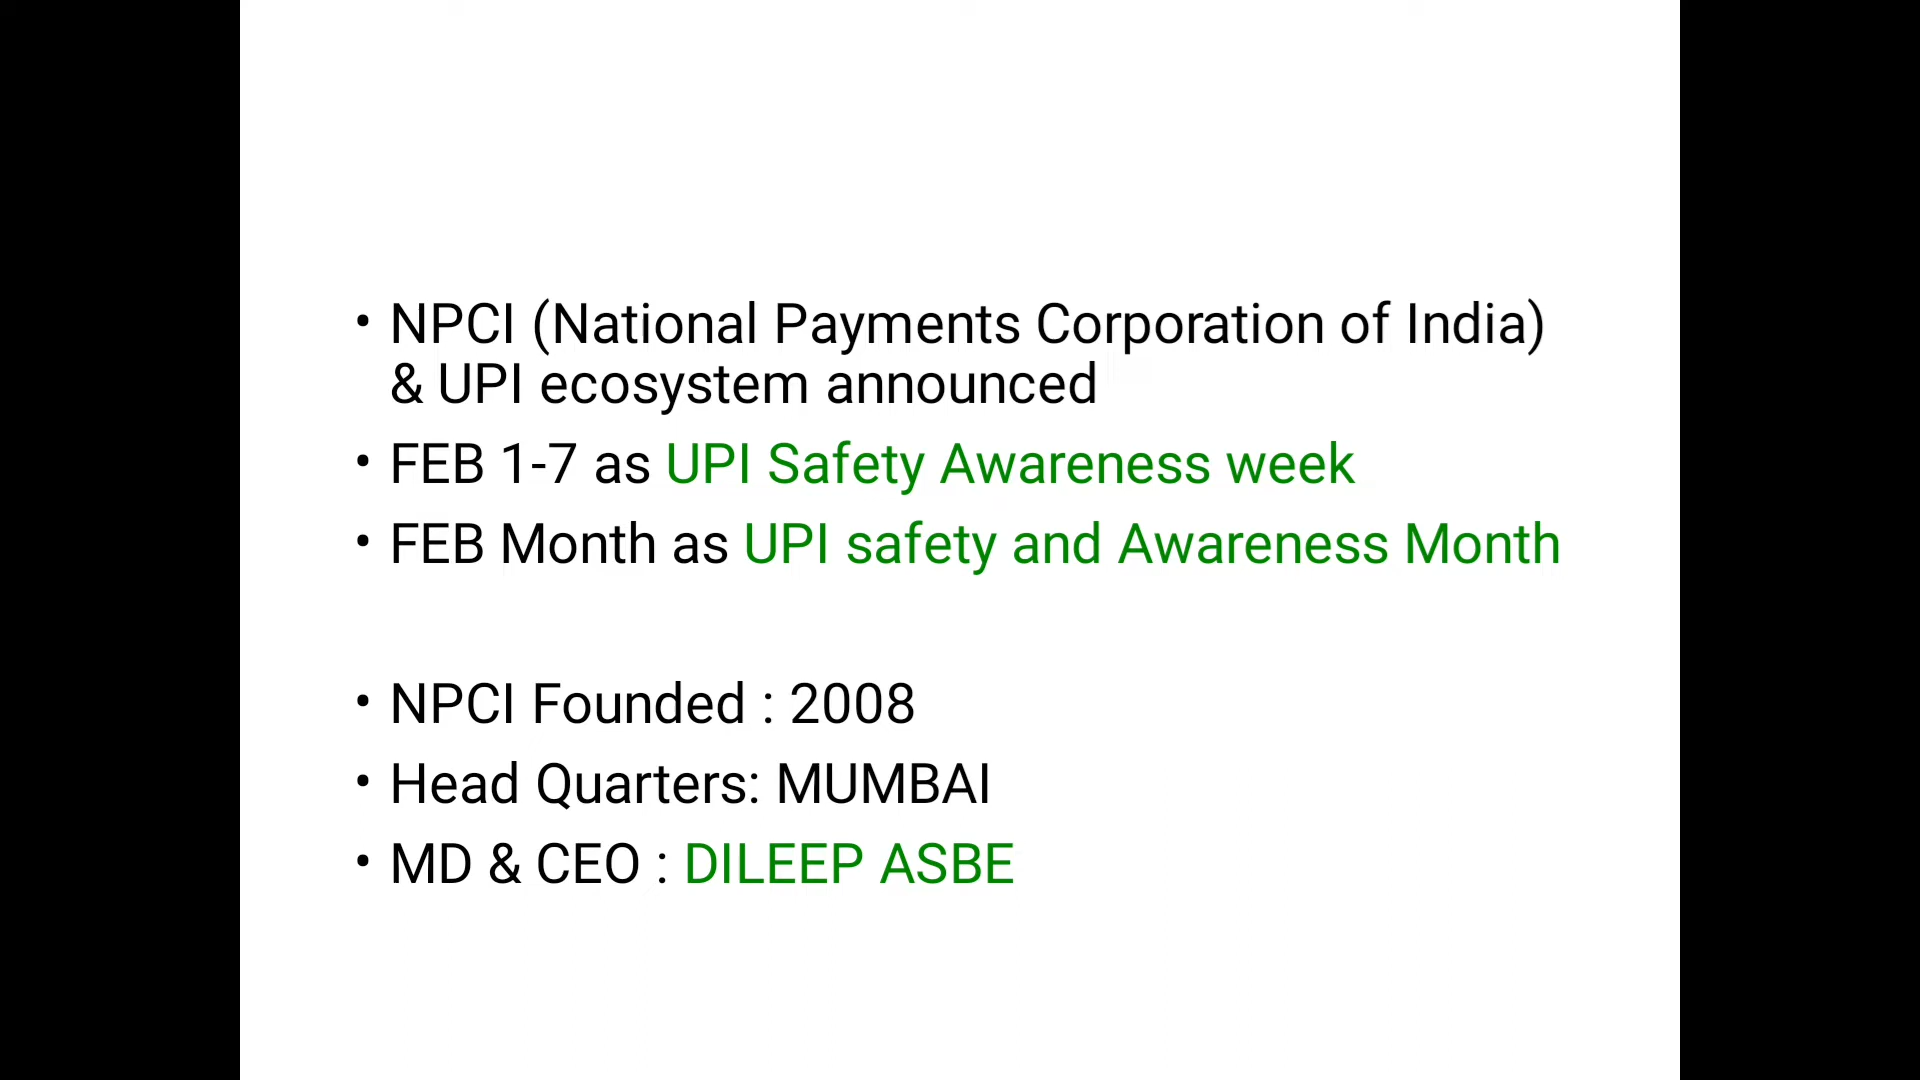 • NPCI (National Payments Corporation of India)
& UPI ecosystem announced
• FEB 1-7 as UPI Safety Awareness week
• FEB Month as UPI safety and Awareness Month
• NPCI Founded : 2008
• Head Quarters: MUMBAI
• MD & CEO : DILEEP ASBE